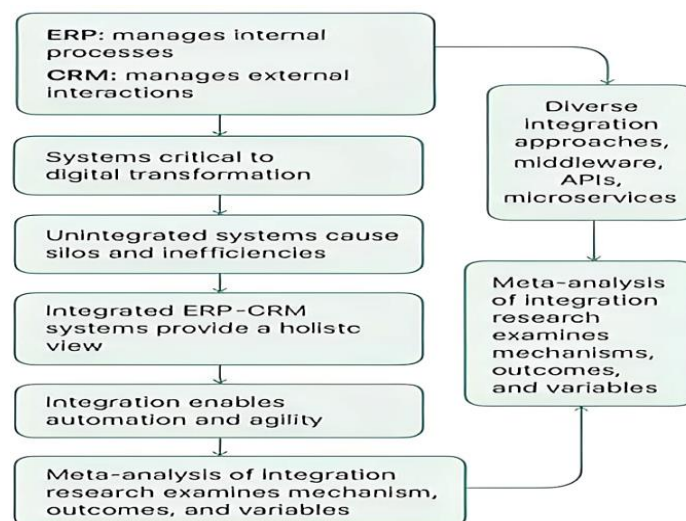 ERP: manages internal
processes
CRM: manages external
interactions
Systems critical to
digital transformation
Unintegrated systems cause
silos and inefficiencies
Integrated ERP-CRM
systems provide a holistc
view
Integration enables
automation and agility
Meta-analysis of integration
research examines mechanism,
outcomes, and variables
Diverse
integration
approaches,
middleware,
APIs,
microservices
Meta-analysis
of integration
research
examines
mechanisms,
outcomes,
and variables